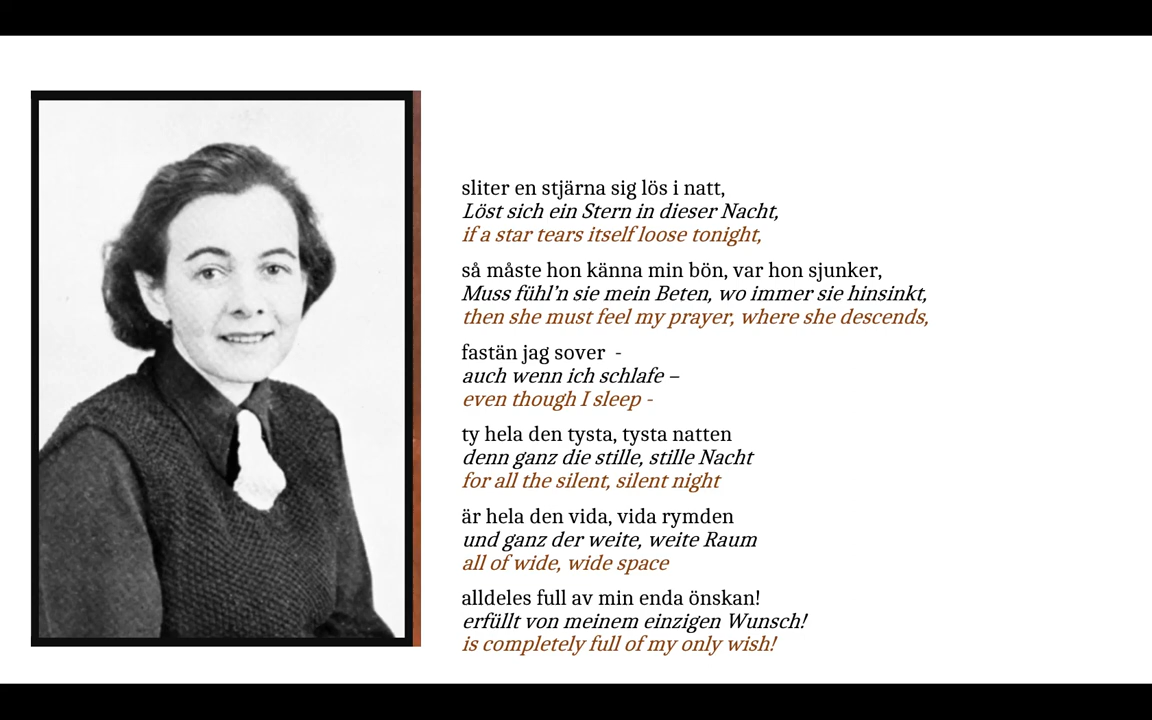 sliter en stjärna sig lös i natt,
Löst sich ein Stern in dieser Nacht,
if a star tears itself loose tonight,
så måste hon känna min bön, var hon sjunker,
Muss fühl'n sie mein Beten, wo immer sie hinsinkt,
then she must feel my prayer, where she descends,
fastän jag sover -
auch wenn ich schlafe –
even though I sleep -
ty hela den tysta, tysta natten
denn ganz die stille, stille Nacht
for all the silent, silent night
är hela den vida, vida rymden
und ganz der weite, weite Raum
all of wide, wide space
alldeles full av min enda önskan!
erfüllt von meinem einzigen Wunsch!
is completely full of my only wish!